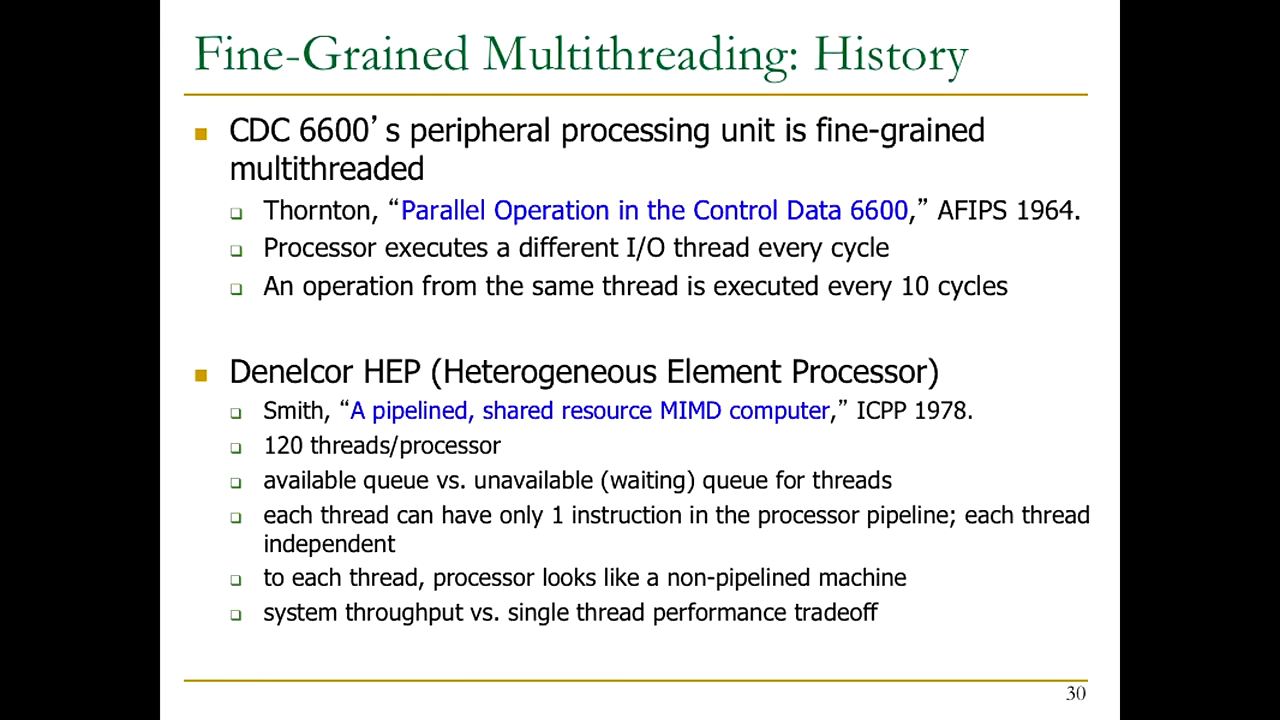 Fine-Grained Multithreading: History
CDC 6600’s peripheral processing unit is fine-grained
multithreaded
Thornton, “Parallel Operation in the Control Data 6600,” AFIPS 1964.
Processor executes a different I/O thread every cycle
An operation from the same thread is executed every 10 cycles
Denelcor HEP (Heterogeneous Element Processor)
Smith, “A pipelined, shared resource MIMD computer,” ICPP 1978.
120 threads/processor
available queue vs. unavailable (waiting) queue for threads
each thread can have only 1 instruction in the processor pipeline; each thread
independent
to each thread, processor looks like a non-pipelined machine
system throughput vs. single thread performance tradeoff
30